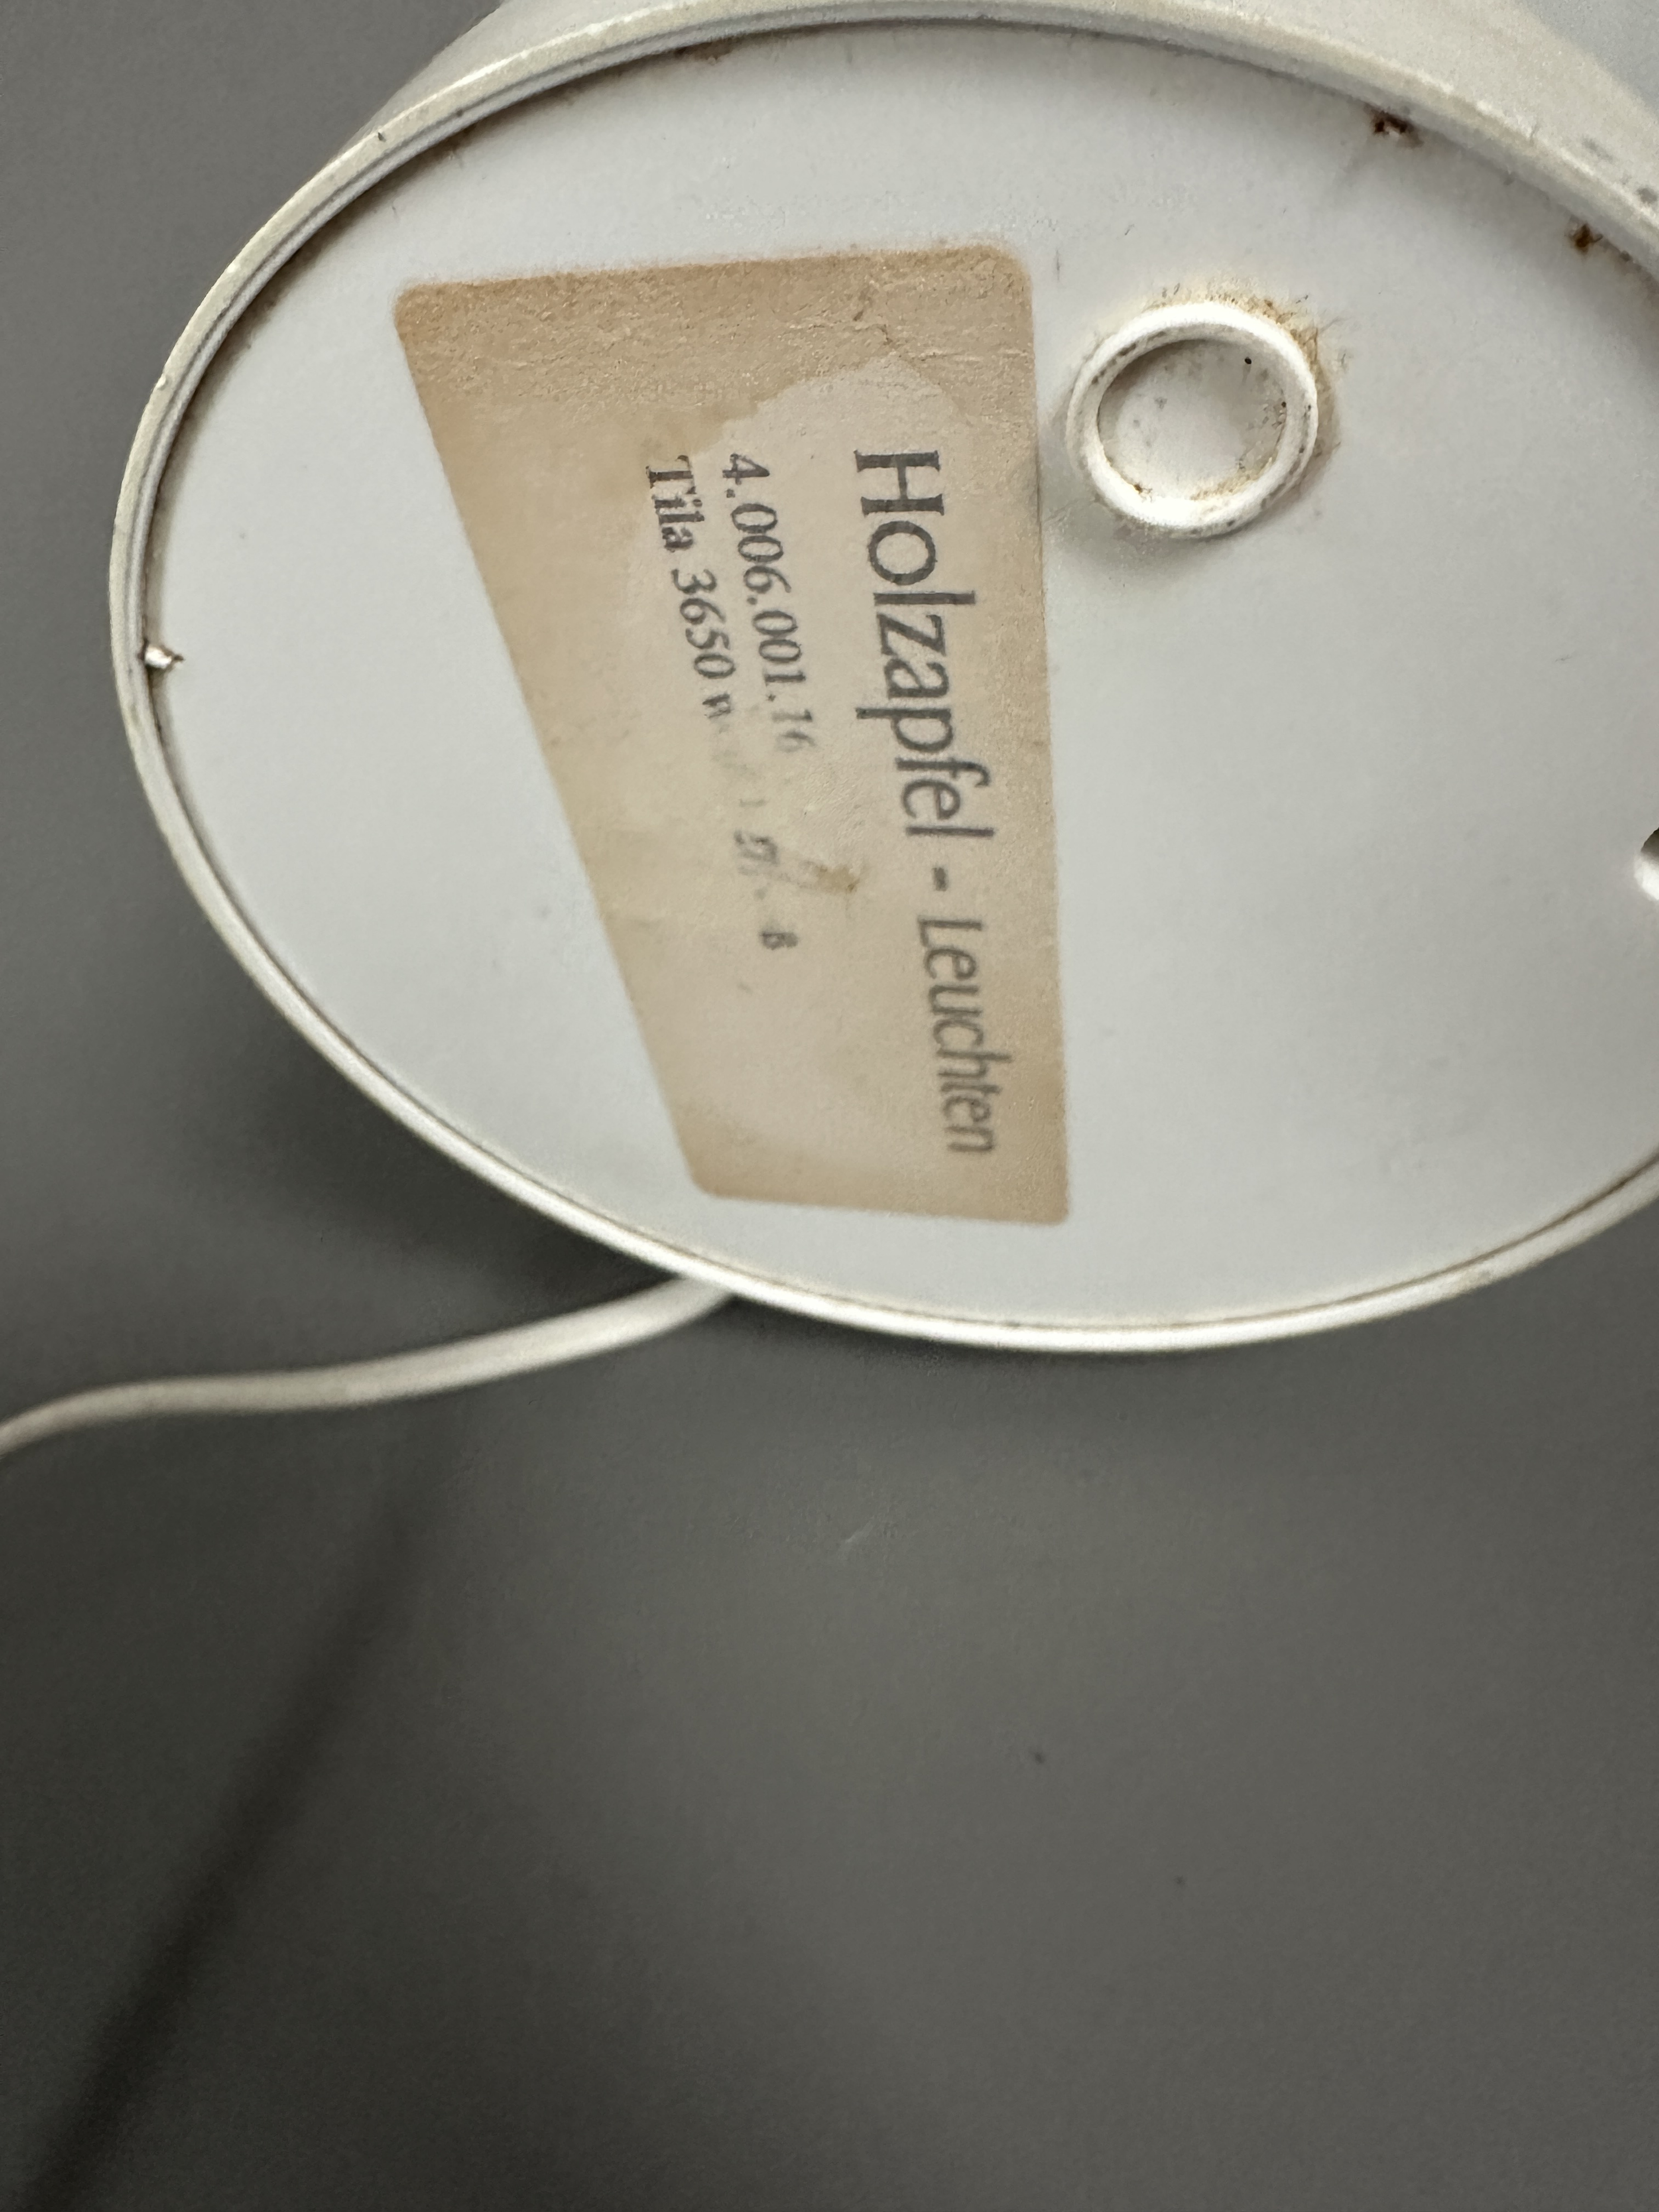 Holzapfel - Leuchten
4.006.001.16
Tila 3650